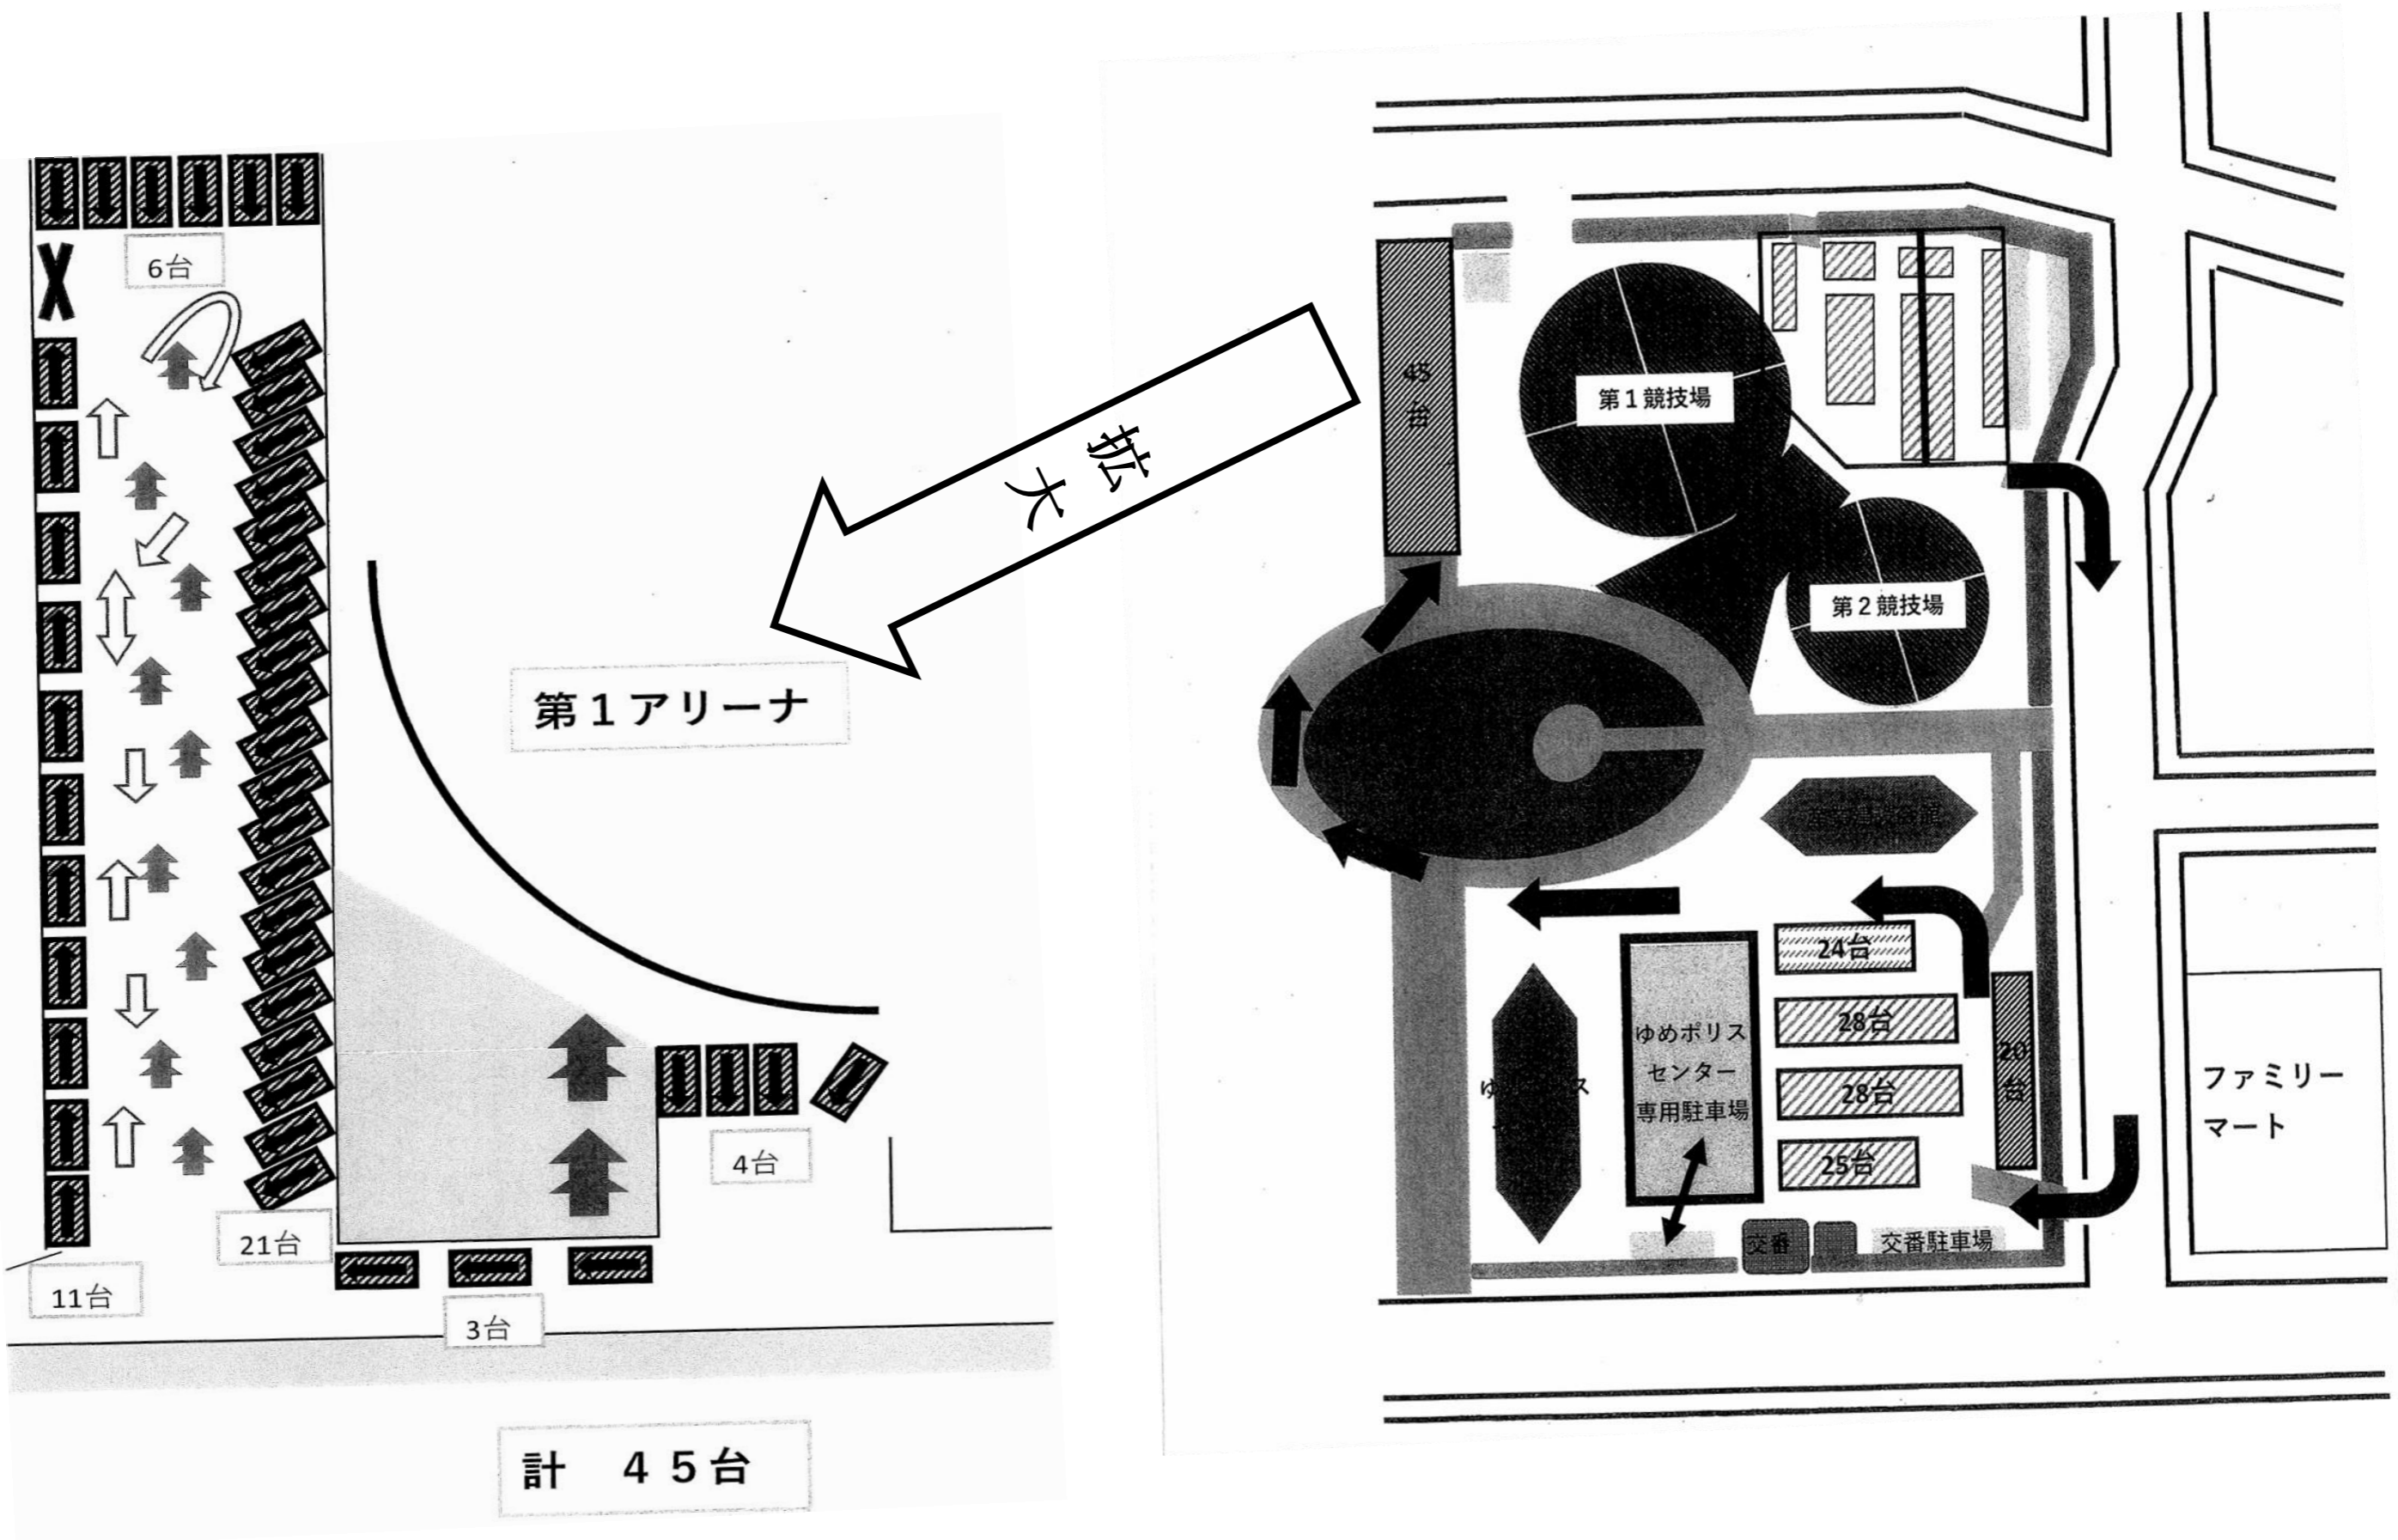 6台
第１アリーナ
4台
21台
11台
3台
計　４５台
拡大
45
台
第１競技場
第２競技場
24台
28台
28台
25台
20
台
ゆめポリス
センター
専用駐車場
交番
交番駐車場
ファミリー
マート